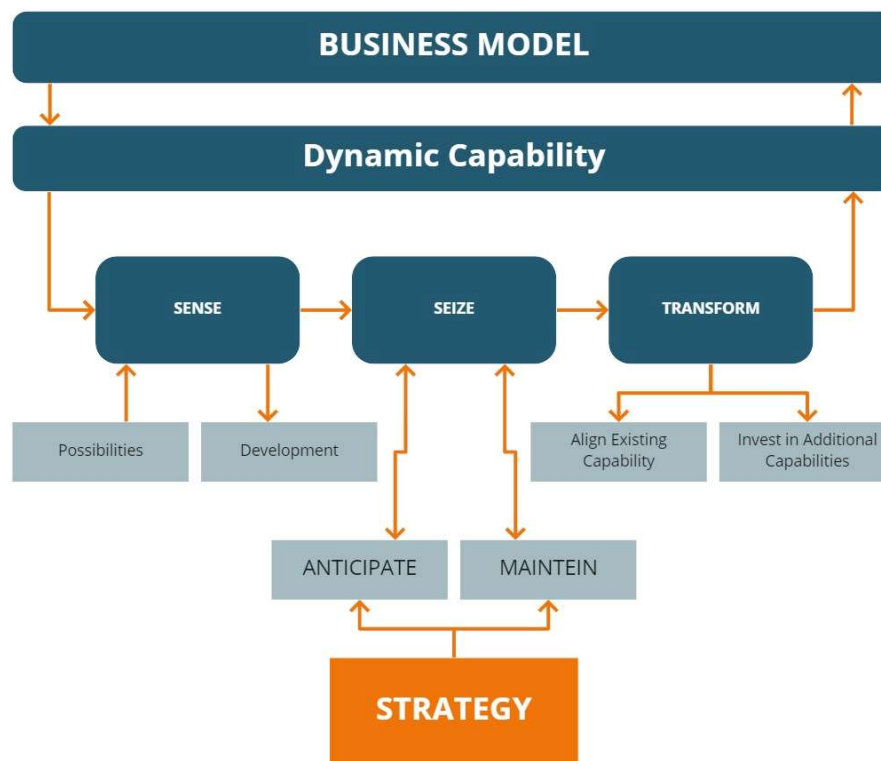 BUSINESS MODEL
Dynamic Capability
SENSE
SEIZE
TRANSFORM
Possibilities
Development
Align Existing
Capability
Invest in Additional
Capabilities
ANTICIPATE
MAINTEIN
STRATEGY